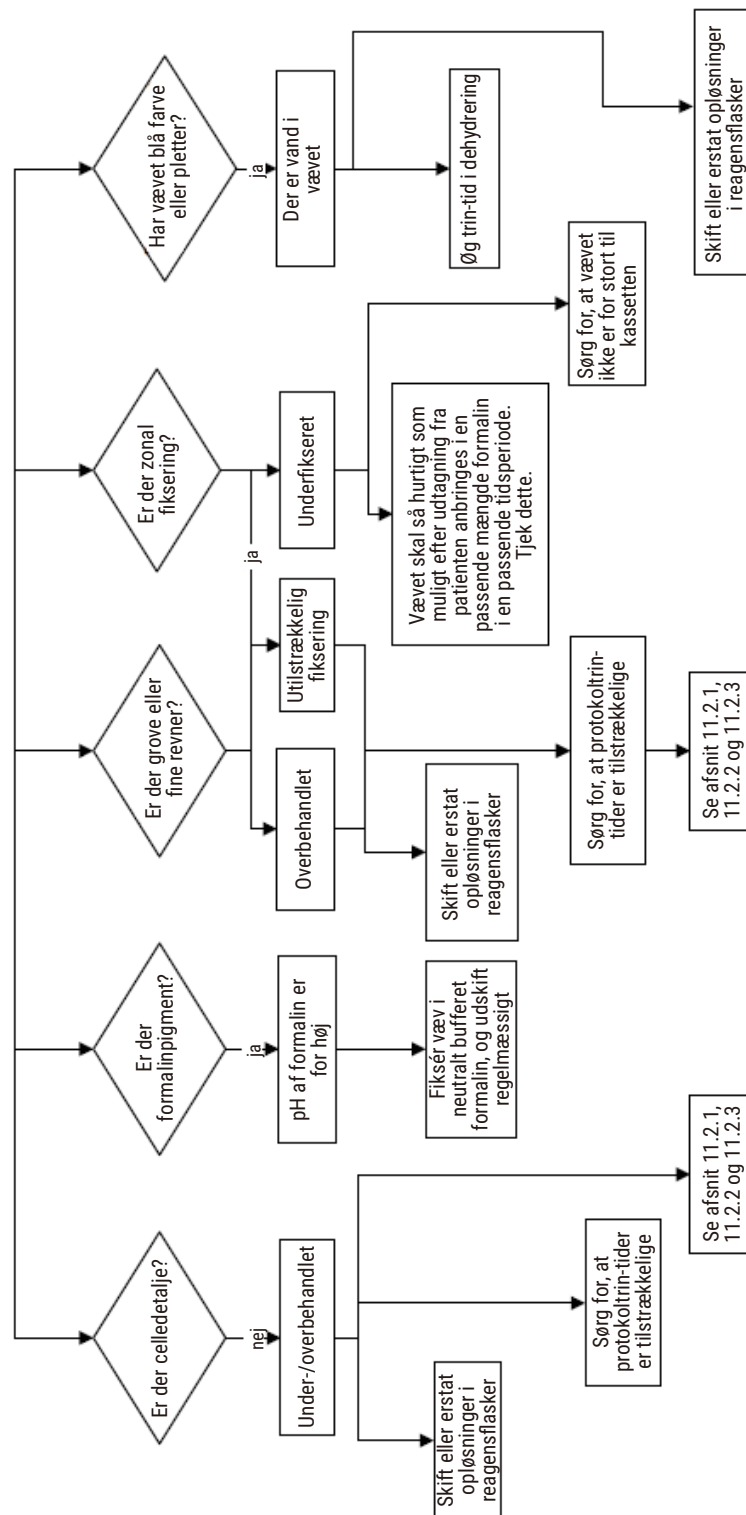 Er der celledetalje?
nej
Under-/overbehandlet
Skift eller erstat
opløsninger i
reagensflasker
Sørg for, at
protokoltrin-tider
er tilstrækkelige
Se afsnit 11.2.1,
11.2.2 og 11.2.3
Er der
formalinpigment?
ja
pH af formalin er
for høj
Fiksér væv i
neutralt bufferet
formalin, og udskift
regelmæssigt
Er der grove eller
fine revner?
Overbehandlet
Utilstrækkelig
fiksering
Skift eller erstat
opløsninger i
reagensflasker
Sørg for, at protokoltrin-
tider er tilstrækkelige
Se afsnit 11.2.1,
11.2.2 og 11.2.3
Er der zonal
fiksering?
ja
Underfikseret
Vævet skal så hurtigt som
muligt efter udtagning fra
patienten anbringes i en
passende mængde formalin
i en passende tidsperiode.
Tjek dette.
Sørg for, at vævet
ikke er for stort til
kassetten
Har vævet blå farve
eller pletter?
ja
Der er vand i
vævet
Øg trin-tid i dehydrering
Skift eller erstat opløsninger
i reagensflasker